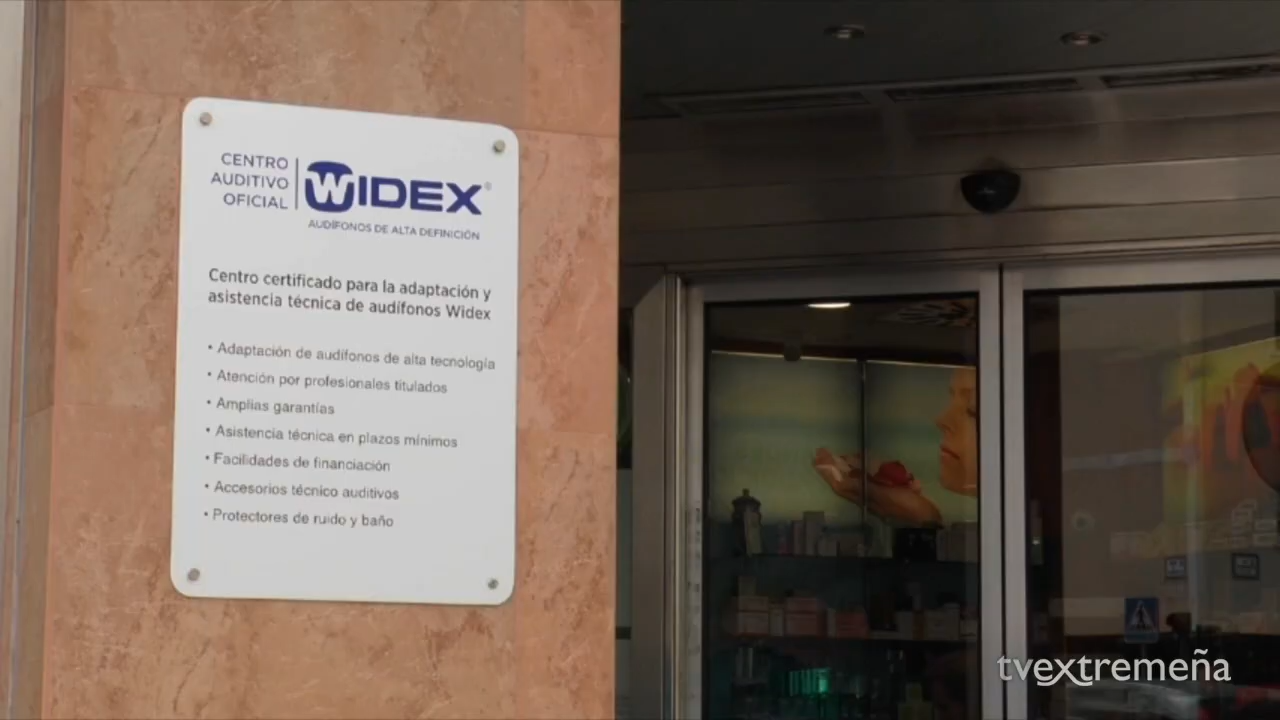 CENTRO
AUDITIVO
OFICIAL
WIDEX®
AUDÍFONOS DE ALTA DEFINICIÓN
Centro certificado para la adaptación y
asistencia técnica de audífonos Widex
• Adaptación de audífonos de alta tecnología
• Atención por profesionales titulados
• Amplias garantías
• Asistencia técnica en plazos mínimos
• Facilidades de financiación
• Accesorios técnico auditivos
• Protectores de ruido y baño
tvextremeña